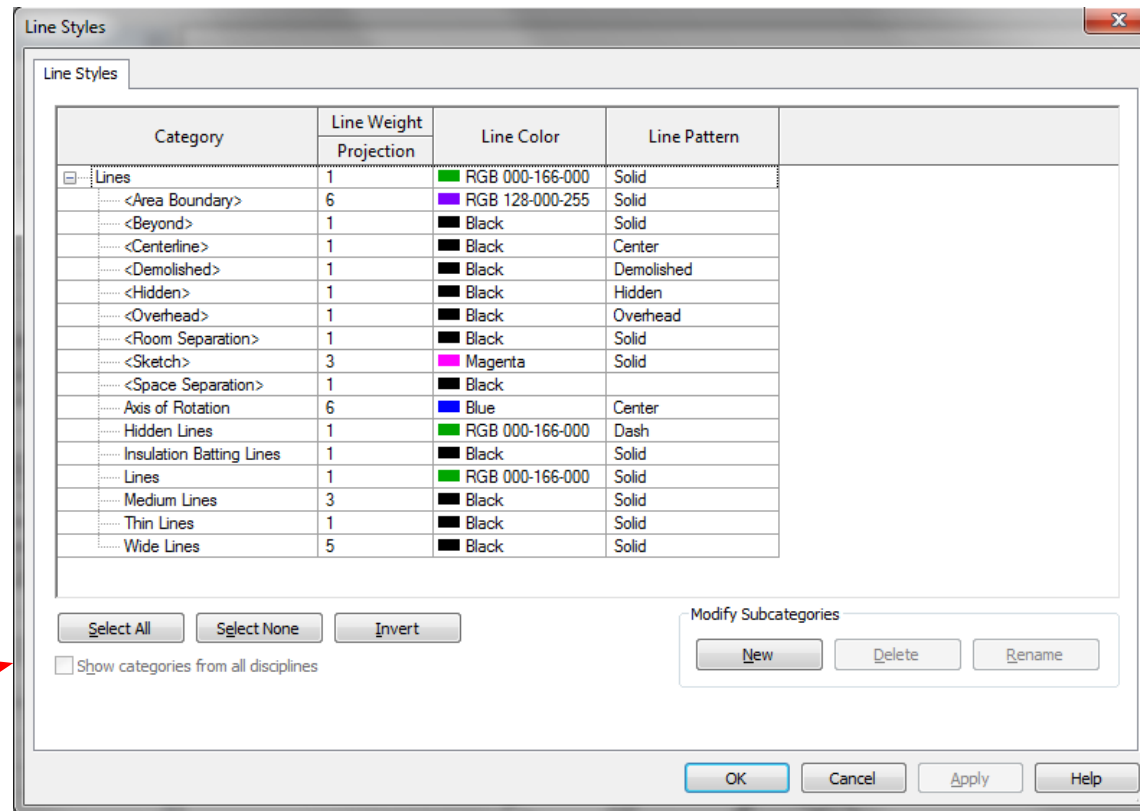 Line Styles
Line Styles
Category Line Weight Line Color Line Pattern
Projection
Lines 1 RGB 000-166-000 Solid
<Area Boundary> 6 RGB 128-000-255 Solid
<Beyond> 1 Black Solid
<Centerline> 1 Black Center
<Demolished> 1 Black Demolished
<Hidden> 1 Black Hidden
<Overhead> 1 Black Overhead
<Room Separation> 1 Black Solid
<Sketch> 3 Magenta Solid
<Space Separation> 1 Black
Axis of Rotation 6 Blue Center
Hidden Lines 1 RGB 000-166-000 Dash
Insulation Batting Lines 1 Black Solid
Lines 1 RGB 000-166-000 Solid
Medium Lines 3 Black Solid
Thin Lines 1 Black Solid
Wide Lines 5 Black Solid
Select All Select None Invert
Show categories from all disciplines
Modify Subcategories
New Delete Rename
OK Cancel Apply Help